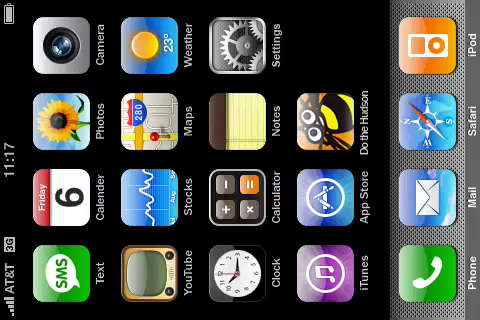 AT&T 3G 11:17
SMS
Friday
9
Text Calender Photos Camera
Aug
280
23°
YouTube Stocks Maps Weather
Clock Calculator Notes Settings
iTunes App Store Do the Hudson
Phone Mail Safari iPod